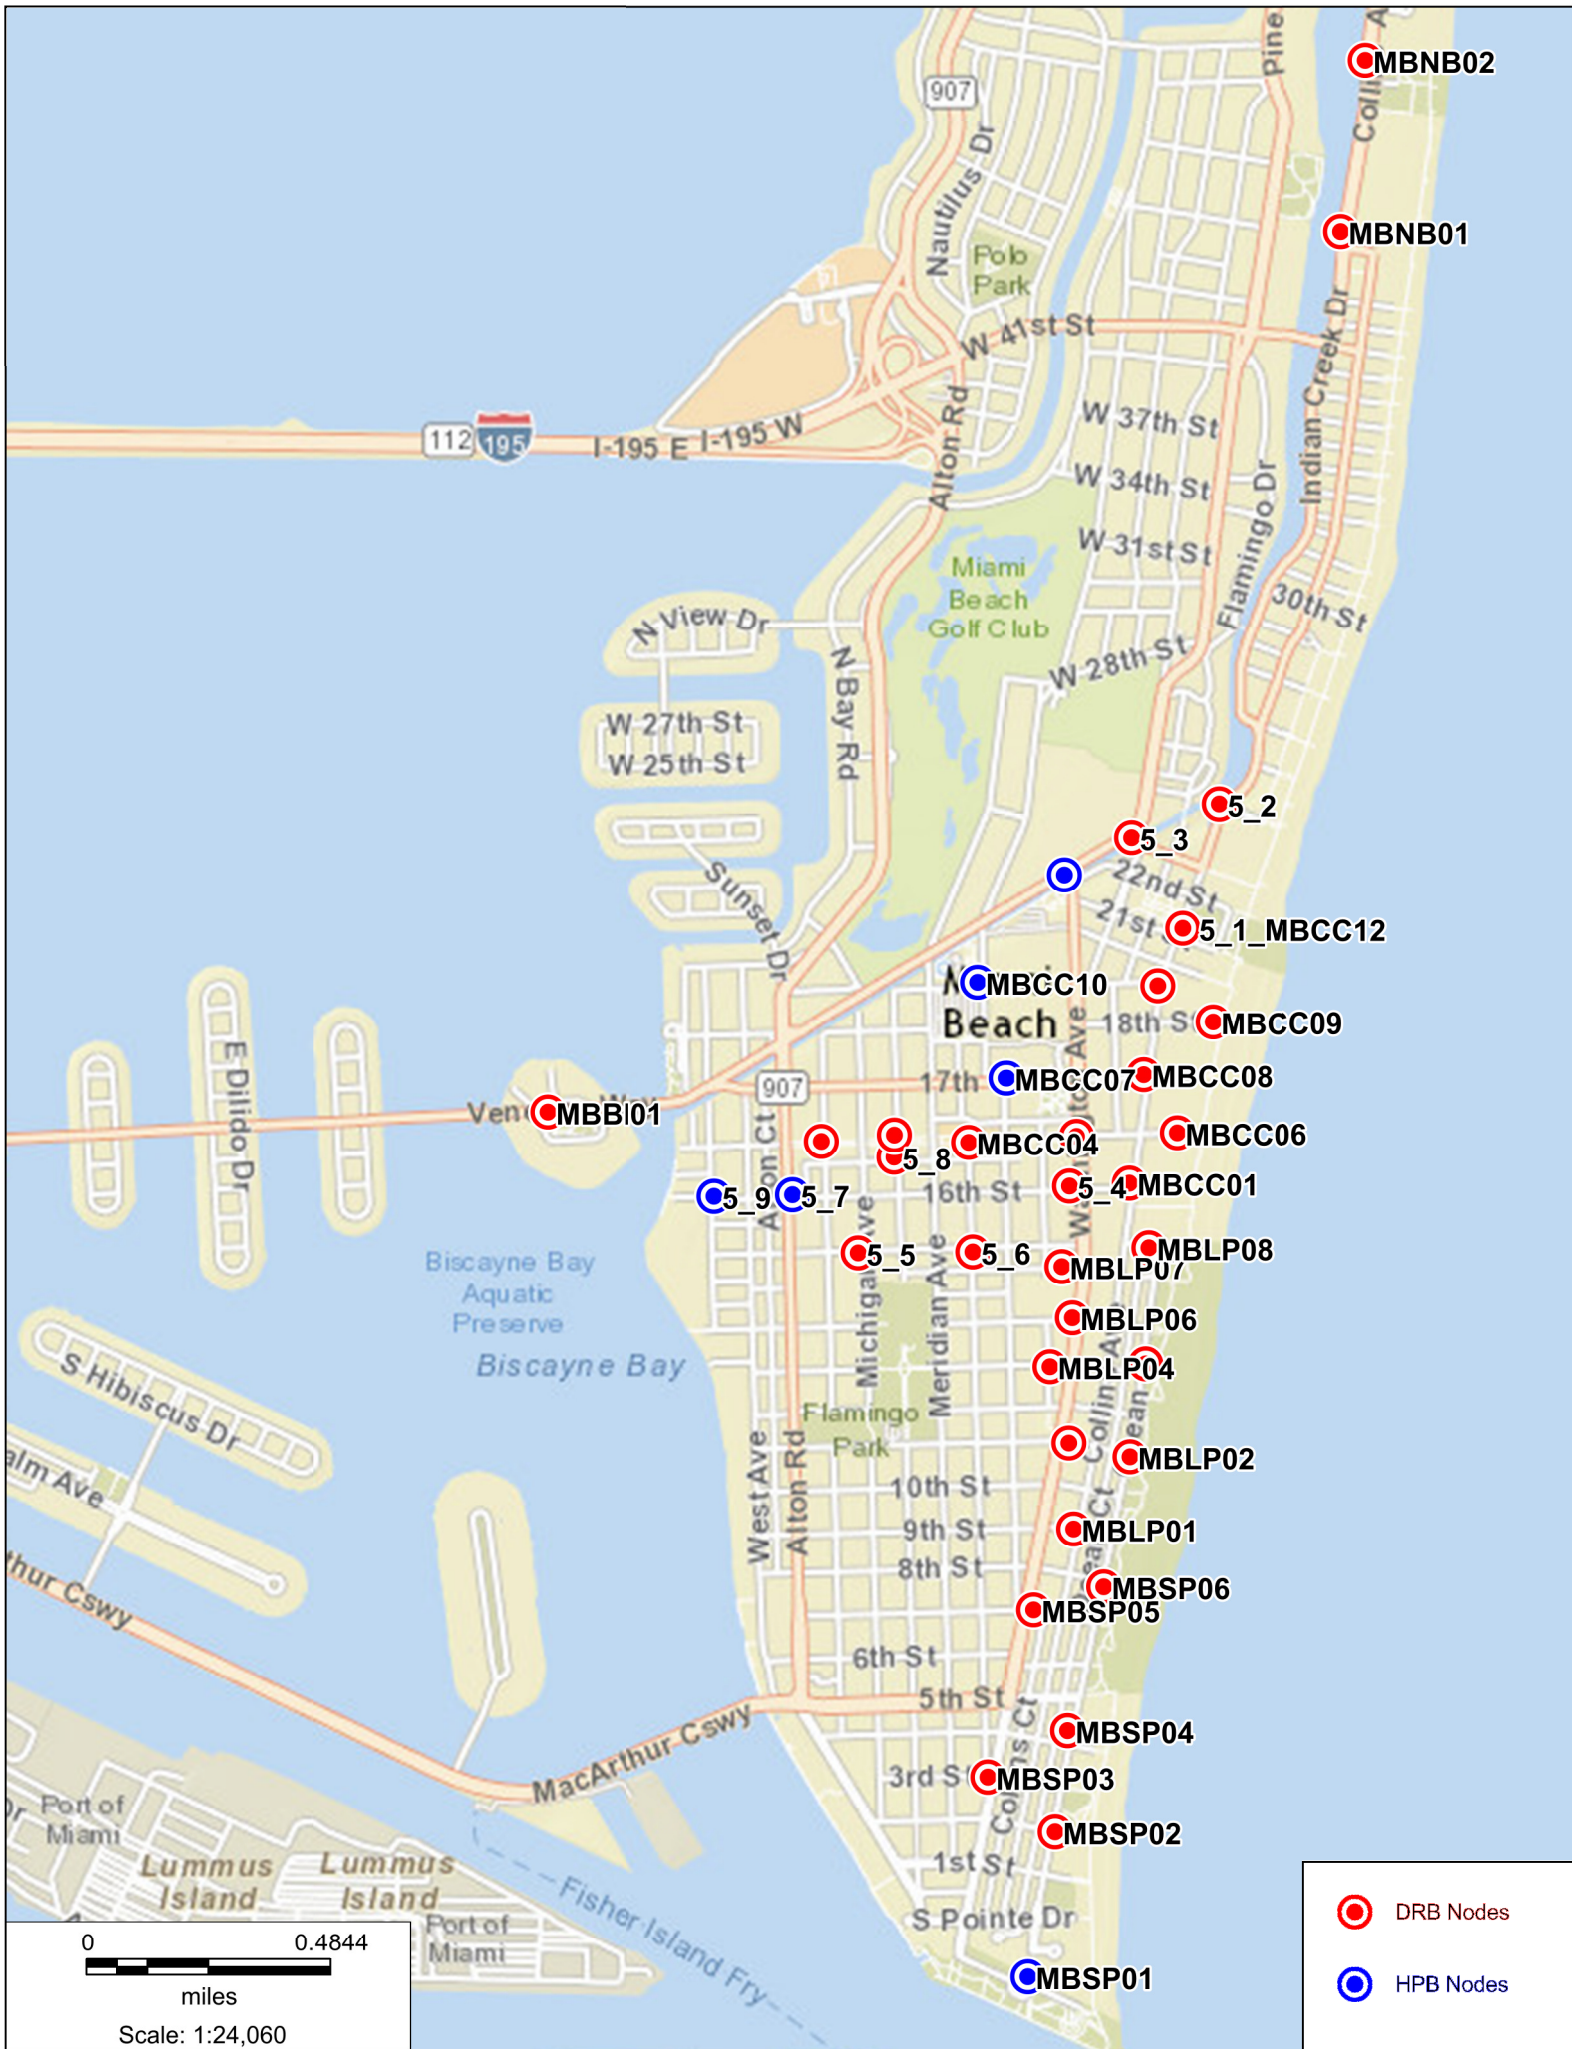 MBNB02
907
Pine
Nautilus Dr
MBNB01
Polo
Park
W 41st St
Indian Creek Dr
W 37th St
112
195
I-195 E
I-195 W
Alton Rd
W 34th St
W 31st St
Flamingo Dr
Miami
Beach
Golf Club
30th St
N View Dr
N Bay Rd
W 28th St
W 27th St
W 25th St
5_2
5_3
Sunset Dr
22nd St
21st
5_1_MBCC12
MBCC10
Beach
18th S
MBCC09
E Dilido Dr
907
17th
MBCC07
MBCC08
MBBI01
MBCC04
MBCC06
5_8
5_9
5_7
16th St
5_4
MBCC01
Michiga
5_5
Meridian Ave
5_6
MBLP08
MBLP07
Biscayne Bay
Aquatic
Preserve
MBLP06
Biscayne Bay
MBLP04
S Hibiscus Dr
Flamingo
Park
alm Ave
West Ave
Alton Rd
MBLP02
10th St
9th St
MBLP01
8th St
MBSP06
thur Cswy
MBSP05
6th St
5th St
MacArthur Cswy
MBSP04
3rd S
MBSP03
Port of
Miami
MBSP02
1st St
Lummus
Island
Lummus
Island
Fisher Island Fry
S Pointe Dr
Port of
Miami
MBSP01
0 0.4844
miles
Scale: 1:24,060
DRB Nodes
HPB Nodes